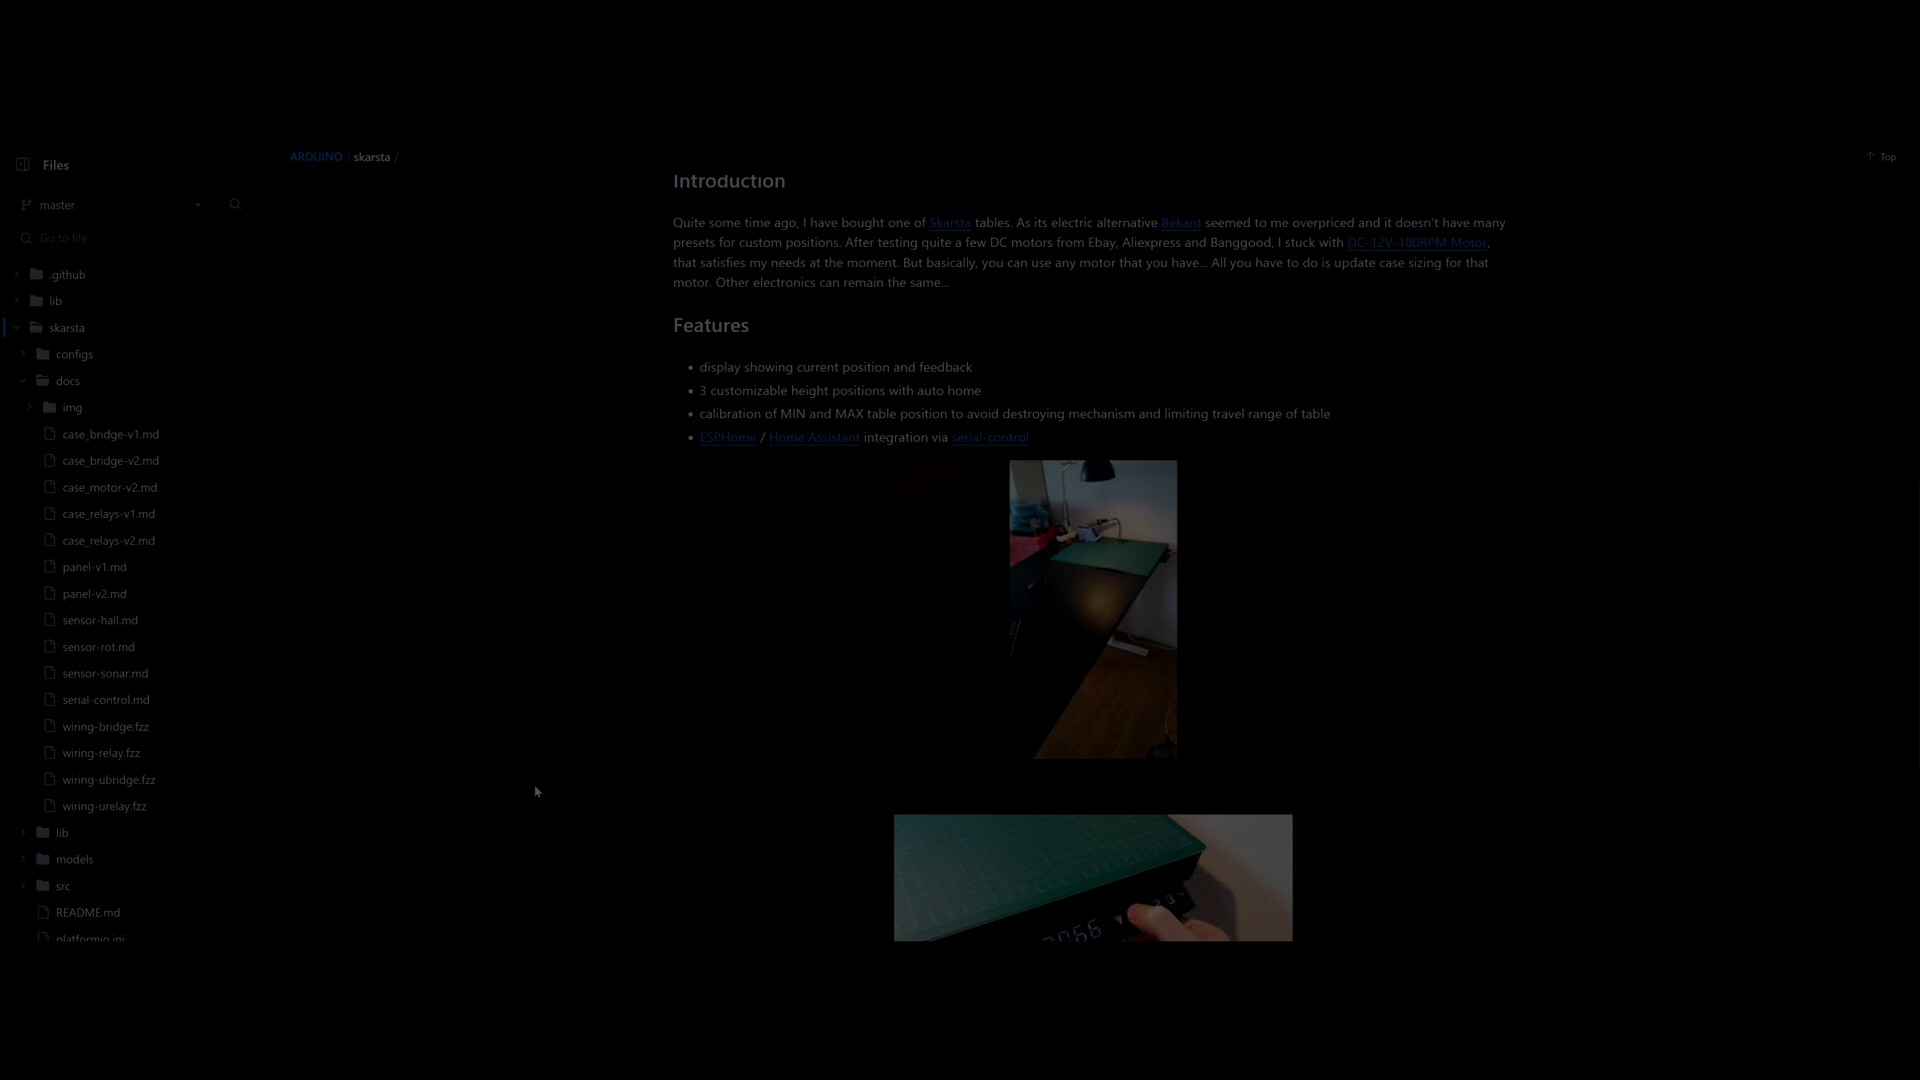 Files
ARDUINO / skarsta /
Top
master
Go to file
.github
lib
skarsta
configs
docs
img
case_bridge-v1.md
case_bridge-v2.md
case_motor-v2.md
case_relays-v1.md
case_relays-v2.md
panel-v1.md
panel-v2.md
sensor-hall.md
sensor-rot.md
sensor-sonar.md
serial-control.md
wiring-bridge.fzz
wiring-relay.fzz
wiring-ubridge.fzz
wiring-urelay.fzz
lib
models
src
README.md
platformio.ini
Introduction
Quite some time ago, I have bought one of Skarsta tables. As its electric alternative Bekant seemed to me overpriced and it doesn't have many
presets for custom positions. After testing quite a few DC motors from Ebay, Aliexpress and Banggood, I stuck with DC-12V-180RPM Motor,
that satisfies my needs at the moment. But basically, you can use any motor that you have... All you have to do is update case sizing for that
motor. Other electronics can remain the same...
Features
display showing current position and feedback
3 customizable height positions with auto home
calibration of MIN and MAX table position to avoid destroying mechanism and limiting travel range of table
ESPHome / Home Assistant integration via serial-control